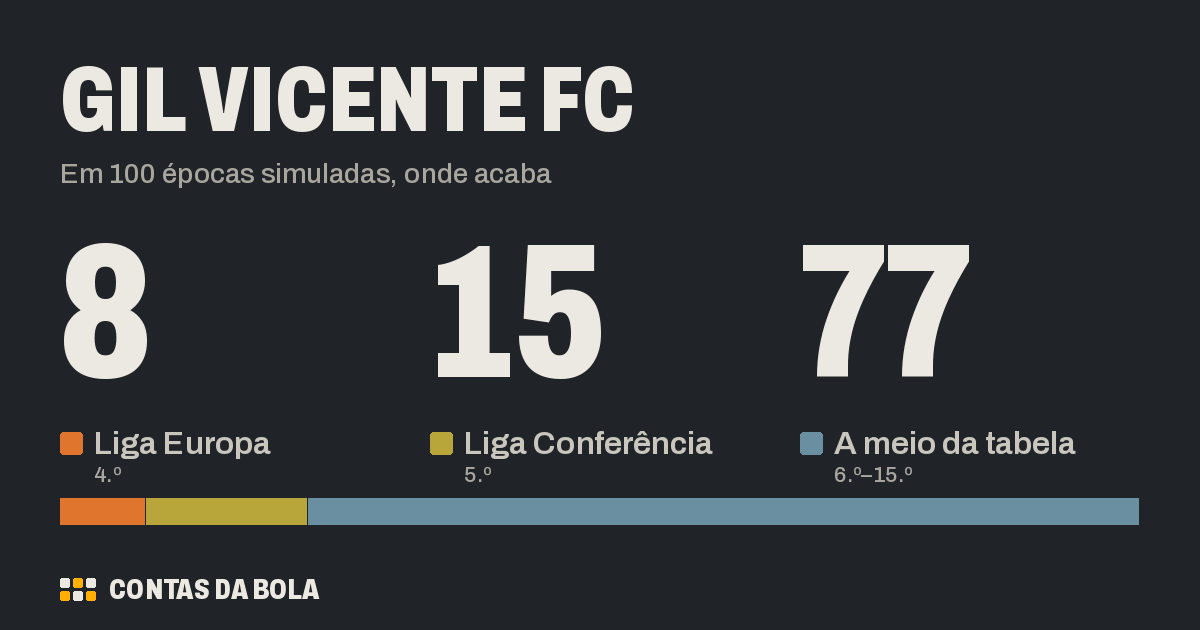 GIL VICENTE FC
Em 100 épocas simuladas, onde acaba
8 15 77
Liga Europa Liga Conferência A meio da tabela
4.º 5.º 6.º–15.º
CONTAS DA BOLA